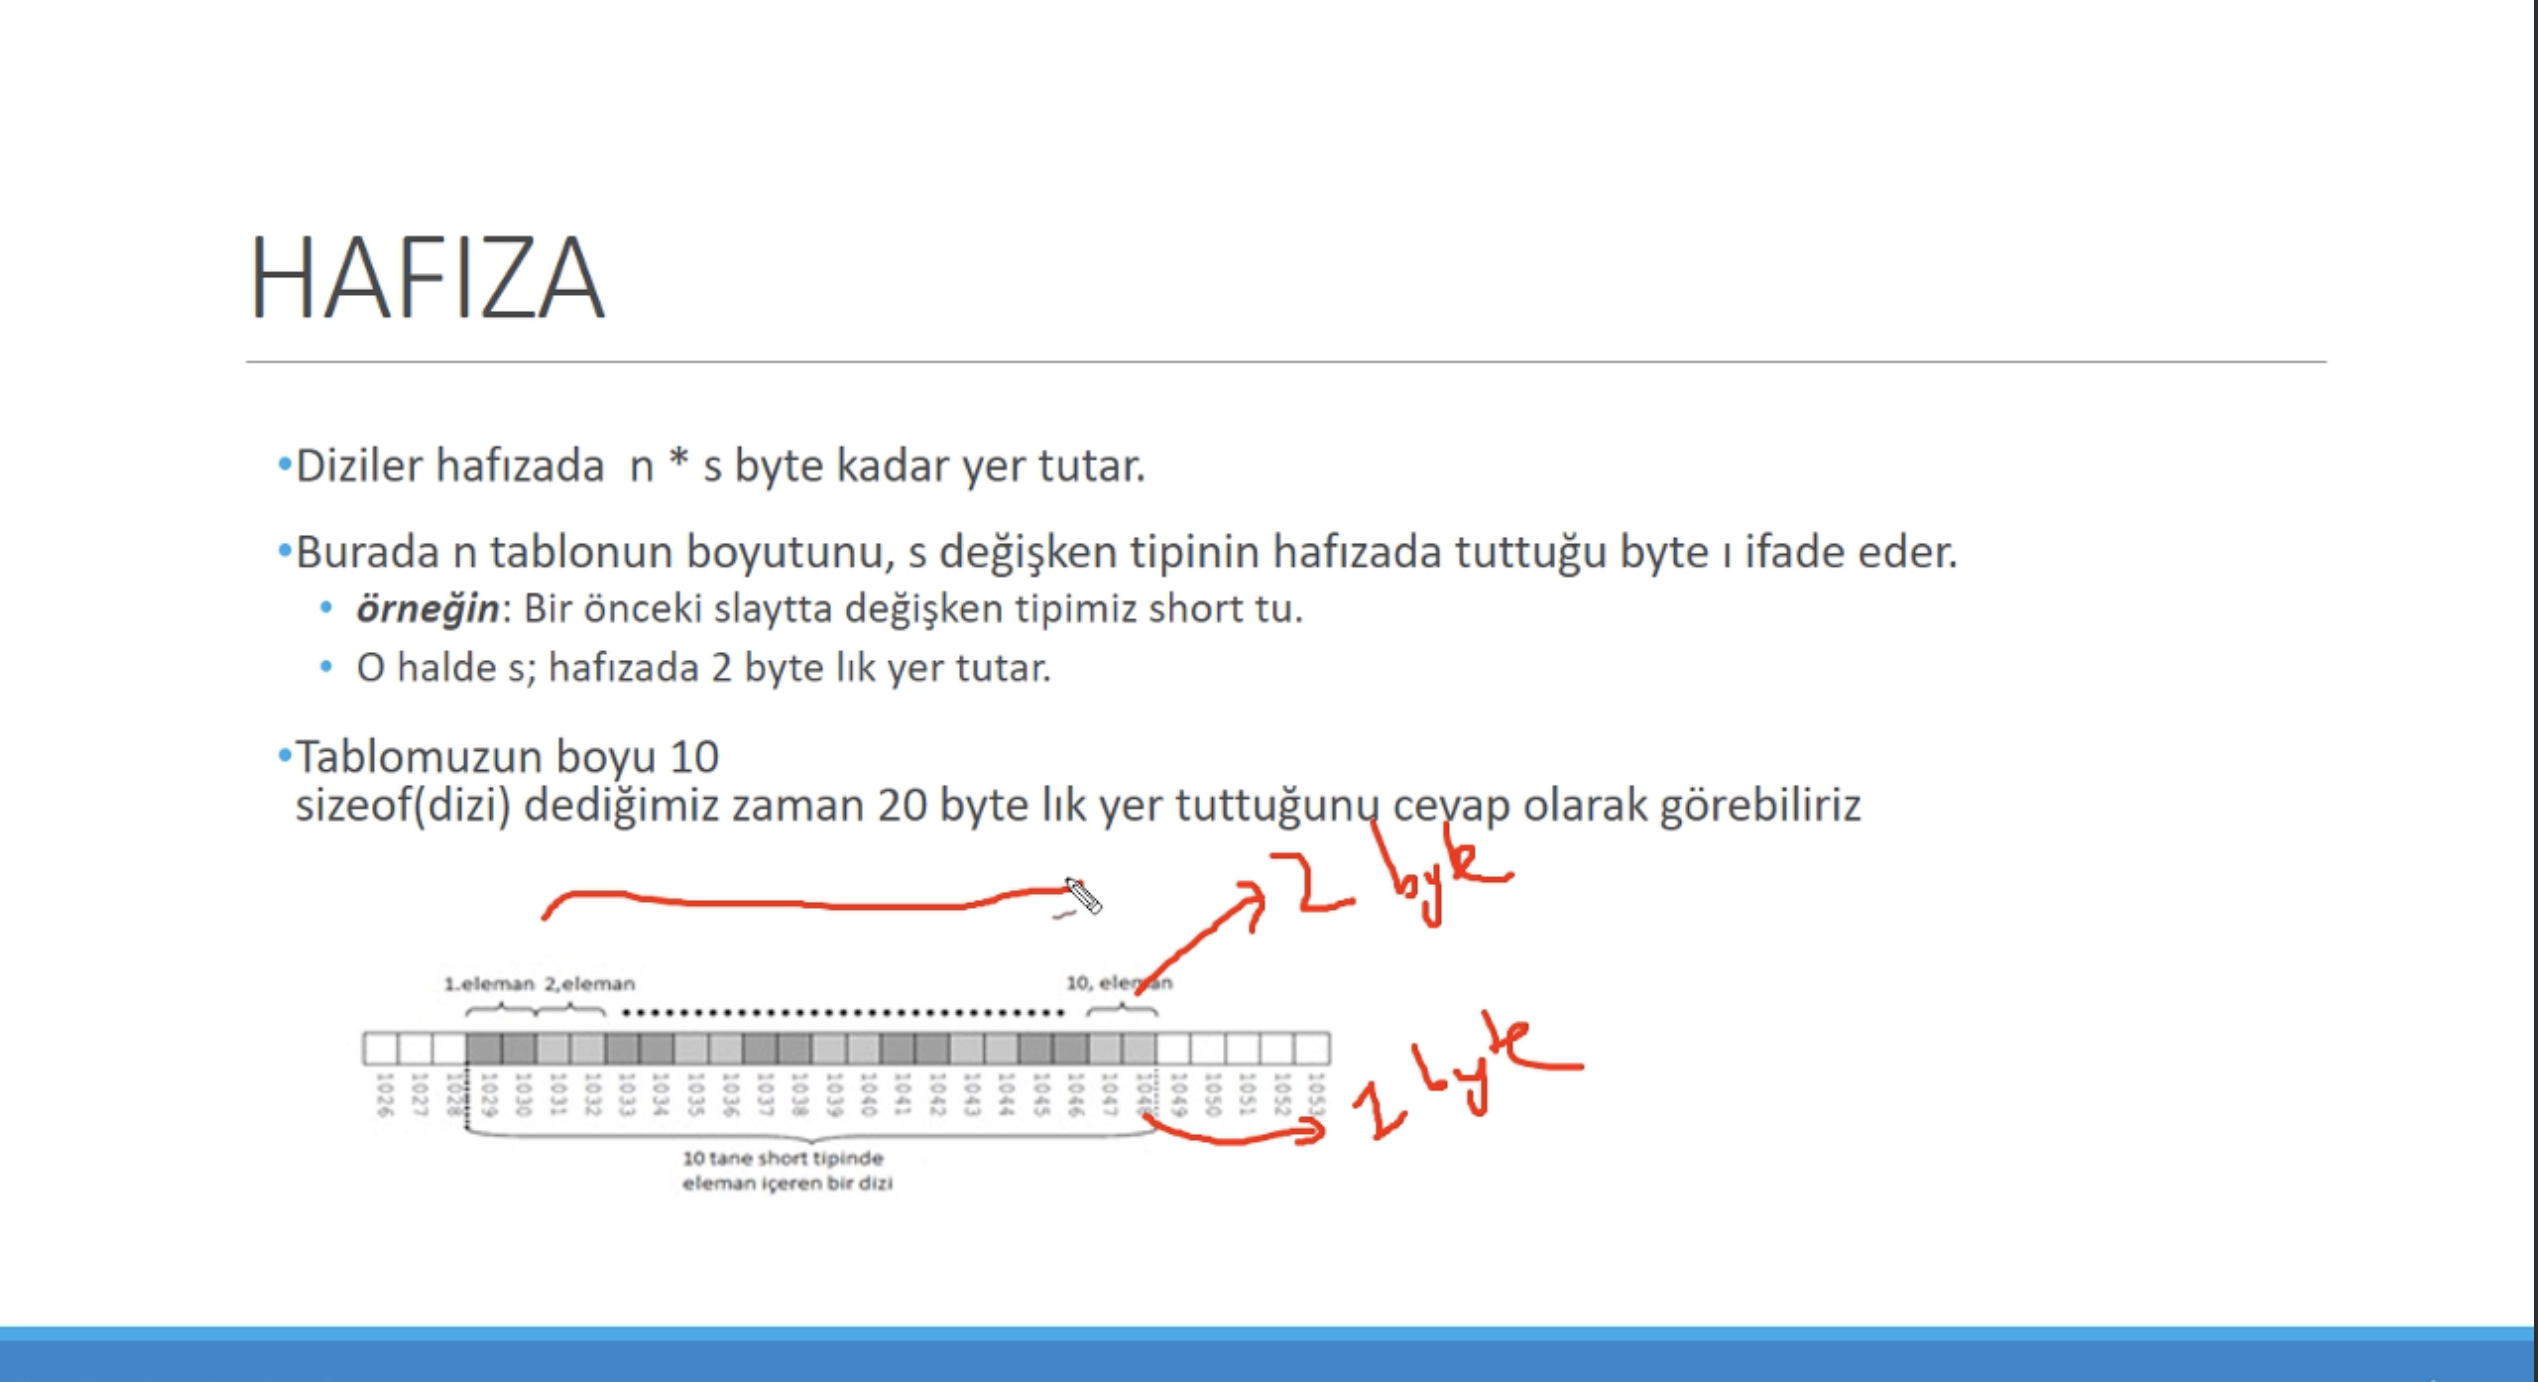 HAFIZA
•Diziler hafızada n * s byte kadar yer tutar.
•Burada n tablonun boyutunu, s değişken tipinin hafızada tuttuğu byte ı ifade eder.
• örneğin: Bir önceki slaytta değişken tipimiz short tu.
• O halde s; hafızada 2 byte lık yer tutar.
•Tablomuzun boyu 10
sizeof(dizi) dediğimiz zaman 20 byte lık yer tuttuğunu cevap olarak görebiliriz
2 byte
1.eleman 2,eleman 10, eleman
1026 1027 1028 1029 1030 1031 1032 1033 1034 1035 1036 1037 1038 1039 1040 1041 1042 1043 1044 1045 1046 1047 1048 1049 1050 1051 1052 1053
1 byte
10 tane short tipinde
eleman içeren bir dizi